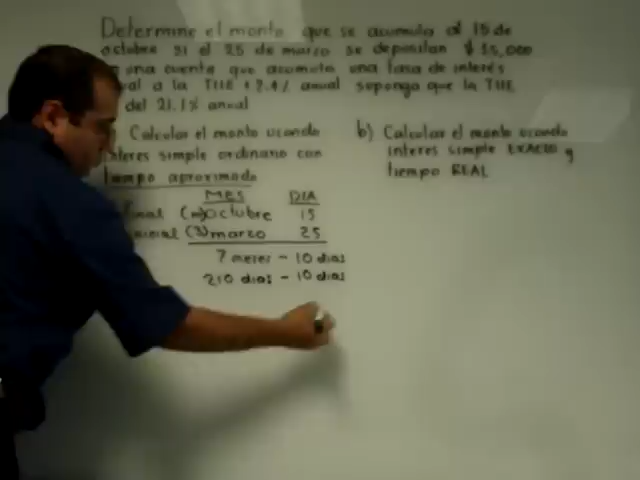 Determine el monto que se acumula al 15 de
octubre si el 25 de marzo se depositan $ 15,000
una cuenta que acumula una tasa de interés
al a la TIIE + 2.4% anual suponga que la TIIE
del 21.1% anual
) Calcular el monto usando
interes simple ordinario con
tiempo aproximado
MES DIA
final octubre 15
(3) marzo 25
7 meses - 10 dias
210 dias - 10 dias
b) Calcular el monto usando
interes simple EXACTO y
tiempo REAL